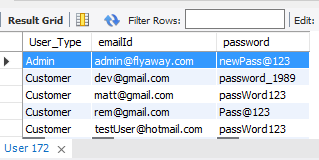 Result Grid Filter Rows: Edit:
User_Type emailId password
Admin admin@flyaway.com newPass@123
Customer dev@gmail.com password_1989
Customer matt@gmail.com passWord123
Customer rem@gmail.com Pass@123
Customer testUser@hotmail.com passWord123
User 172